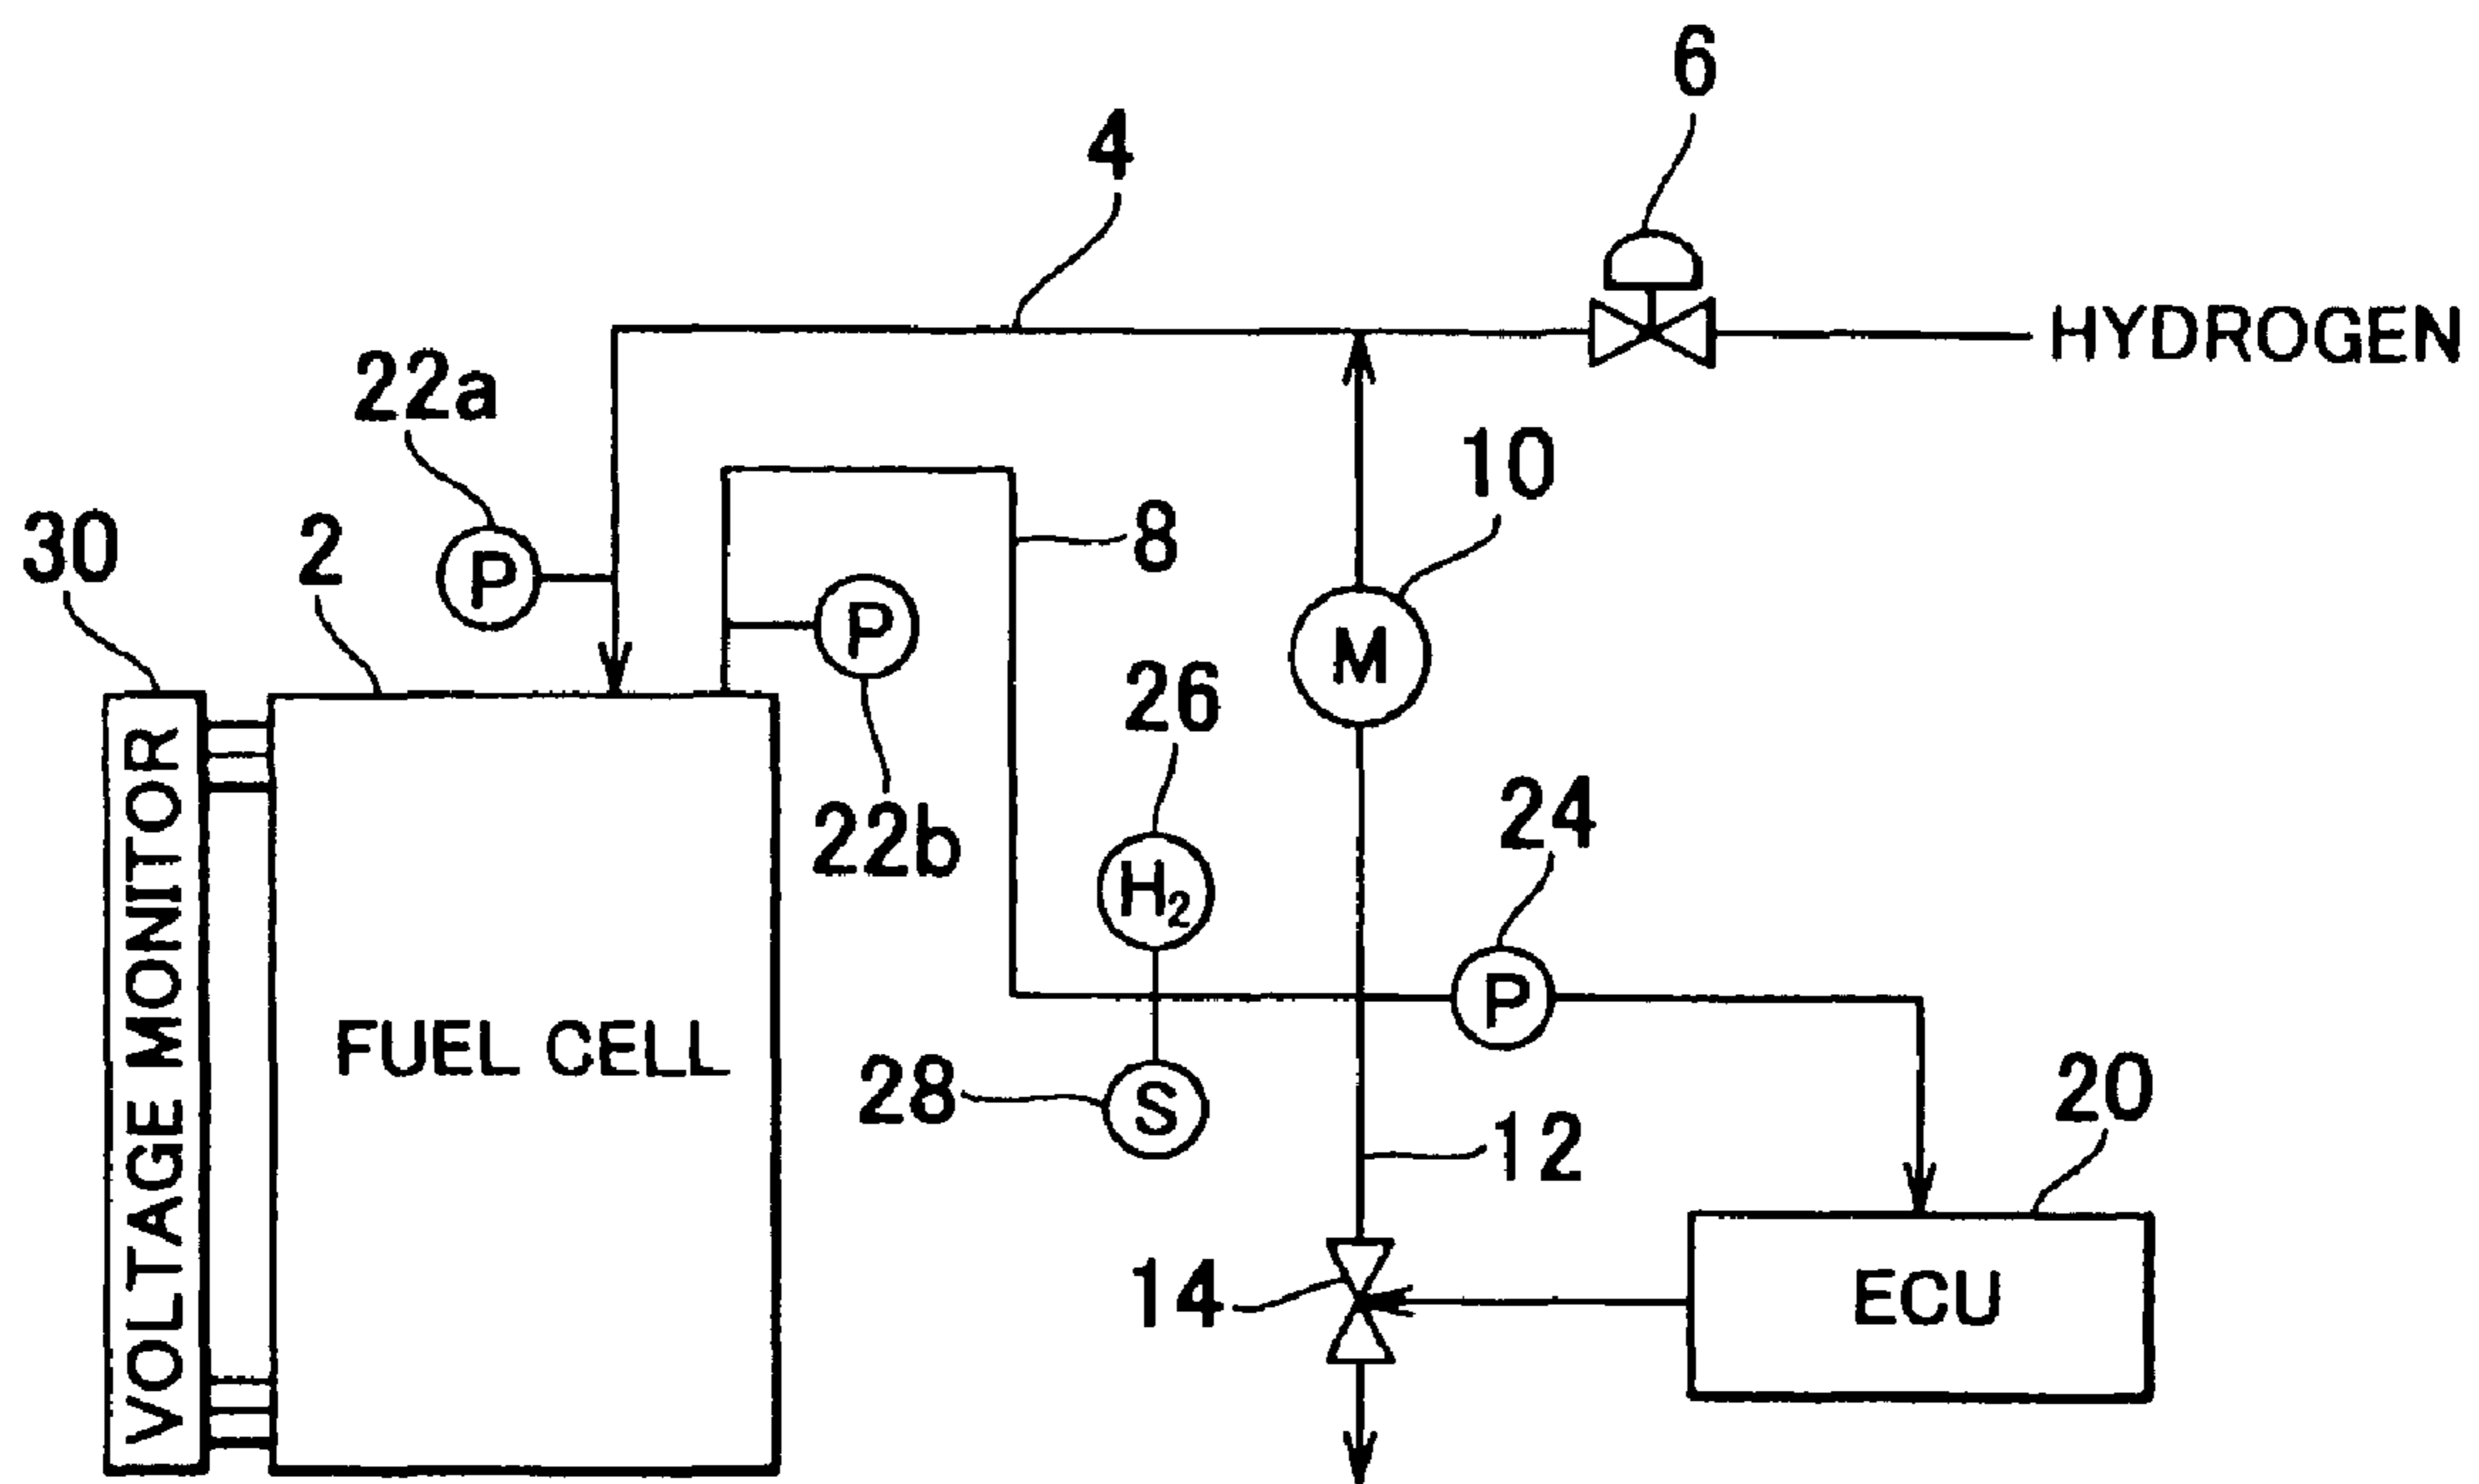 6
4
HYDROGEN
22a
10
30
2
P
8
P
M
26
22b
24
H₂
P
VOLTAGE MONITOR
FUEL CELL
28
S
12
20
14
ECU